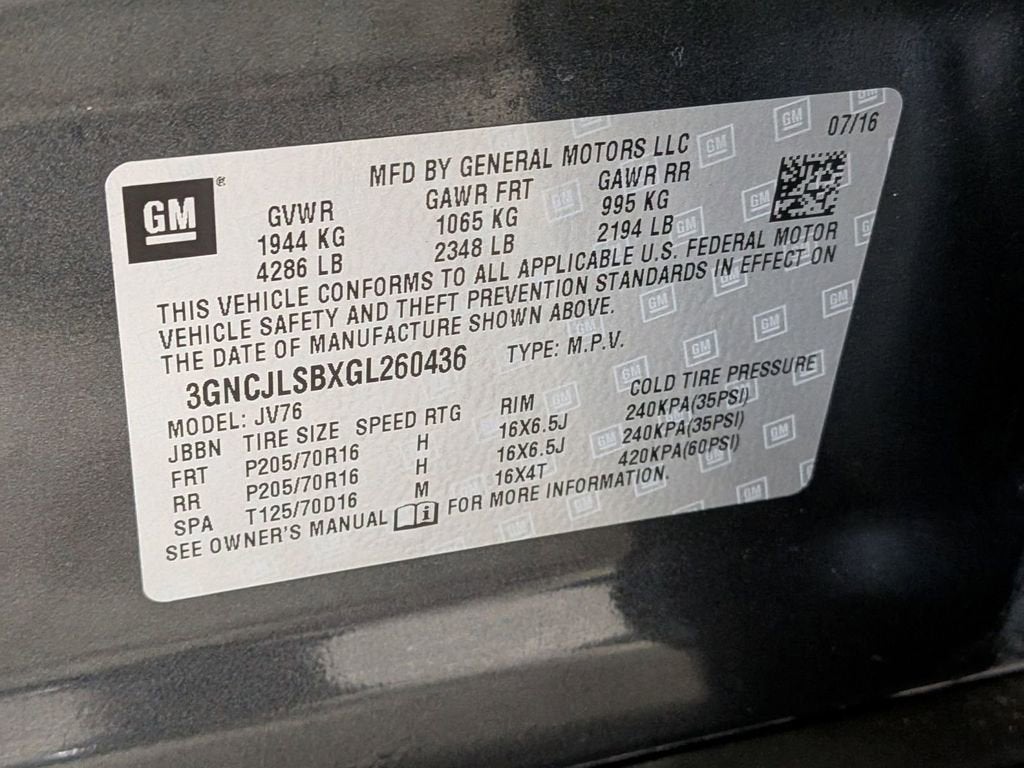 07/16
MFD BY GENERAL MOTORS LLC
GM ®
GVWR GAWR FRT GAWR RR
1944 KG 1065 KG 995 KG
4286 LB 2348 LB 2194 LB
THIS VEHICLE CONFORMS TO ALL APPLICABLE U.S. FEDERAL MOTOR
VEHICLE SAFETY AND THEFT PREVENTION STANDARDS IN EFFECT ON
THE DATE OF MANUFACTURE SHOWN ABOVE.
3GNCJLSBXGL260436 TYPE: M.P.V.
MODEL: JV76
JBBN TIRE SIZE SPEED RTG RIM COLD TIRE PRESSURE
FRT P205/70R16 H 16X6.5J 240KPA(35PSI)
RR P205/70R16 H 16X6.5J 240KPA(35PSI)
SPA T125/70D16 M 16X4T 420KPA(60PSI)
SEE OWNER'S MANUAL i FOR MORE INFORMATION.